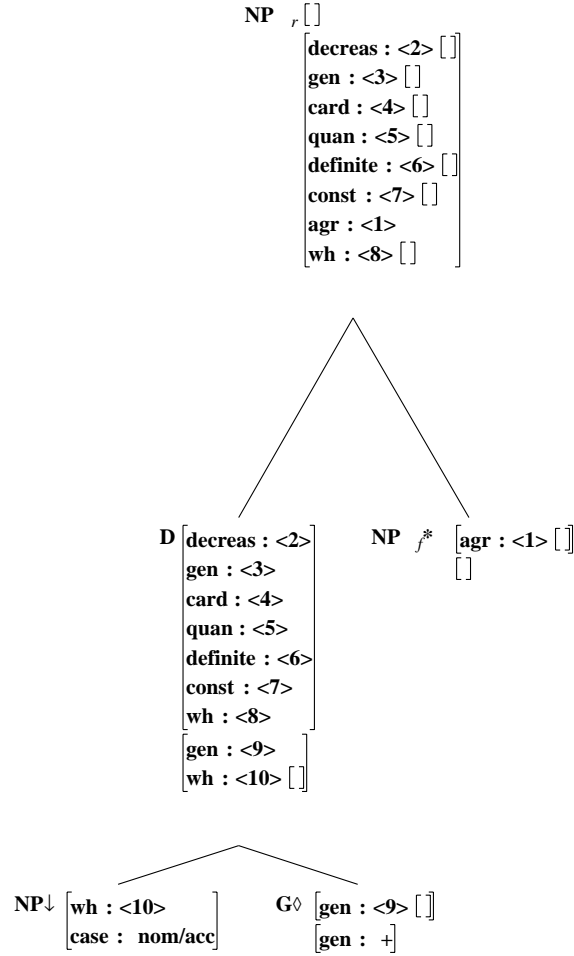 NP r []
decreas : <2> []
gen : <3> []
card : <4> []
quan : <5> []
definite : <6> []
const : <7> []
agr : <1>
wh : <8> []
D decreas : <2> NP f* [agr : <1> []]
gen : <3> []
card : <4>
quan : <5>
definite : <6>
const : <7>
wh : <8>
gen : <9>
wh : <10> []
NP↓ wh : <10> G◊ gen : <9> []
case : nom/acc gen : +